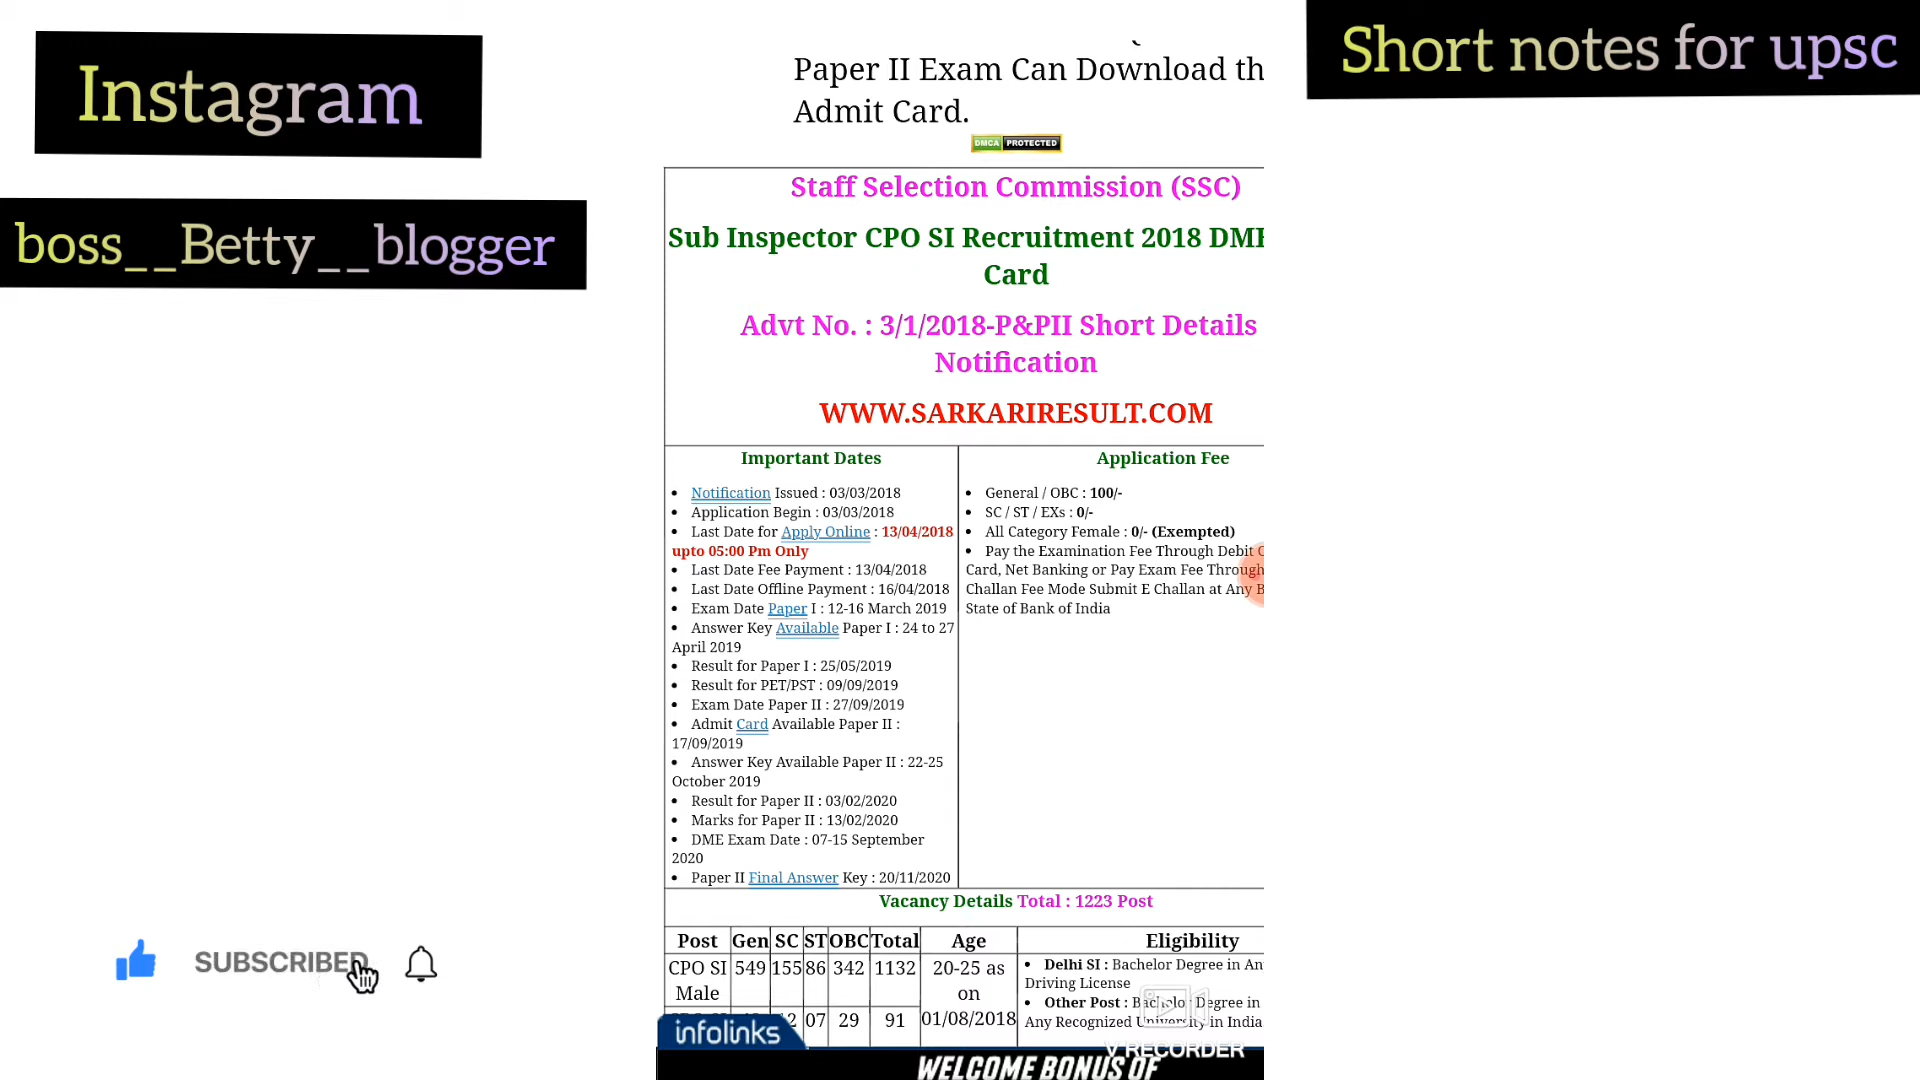 Instagram
boss__Betty__blogger
Short notes for upsc
Paper II Exam Can Download th
Admit Card.
DMCA PROTECTED
Staff Selection Commission (SSC)
Sub Inspector CPO SI Recruitment 2018 DME
Card
Advt No. : 3/1/2018-P&PII Short Details
Notification
WWW.SARKARIRESULT.COM
Important Dates
• Notification Issued : 03/03/2018
• Application Begin : 03/03/2018
• Last Date for Apply Online : 13/04/2018
upto 05:00 Pm Only
• Last Date Fee Payment : 13/04/2018
• Last Date Offline Payment : 16/04/2018
• Exam Date Paper I : 12-16 March 2019
• Answer Key Available Paper I : 24 to 27
April 2019
• Result for Paper I : 25/05/2019
• Result for PET/PST : 09/09/2019
• Exam Date Paper II : 27/09/2019
• Admit Card Available Paper II :
17/09/2019
• Answer Key Available Paper II : 22-25
October 2019
• Result for Paper II : 03/02/2020
• Marks for Paper II : 13/02/2020
• DME Exam Date : 07-15 September
2020
• Paper II Final Answer Key : 20/11/2020
Application Fee
• General / OBC : 100/-
• SC / ST / EXs : 0/-
• All Category Female : 0/- (Exempted)
• Pay the Examination Fee Through Debit
Card, Net Banking or Pay Exam Fee Through
Challan Fee Mode Submit E Challan at Any B
State of Bank of India
Vacancy Details Total : 1223 Post
Post Gen SC ST OBC Total Age Eligibility
CPO SI
Male
549 155 86 342 1132
20-25 as
on
01/08/2018
• Delhi SI : Bachelor Degree in An
Driving License
• Other Post : Bachelor Degree in
Any Recognized University in India
07 29 91
infolinks
V RECORDER
WELCOME BONUS OF
SUBSCRIBED